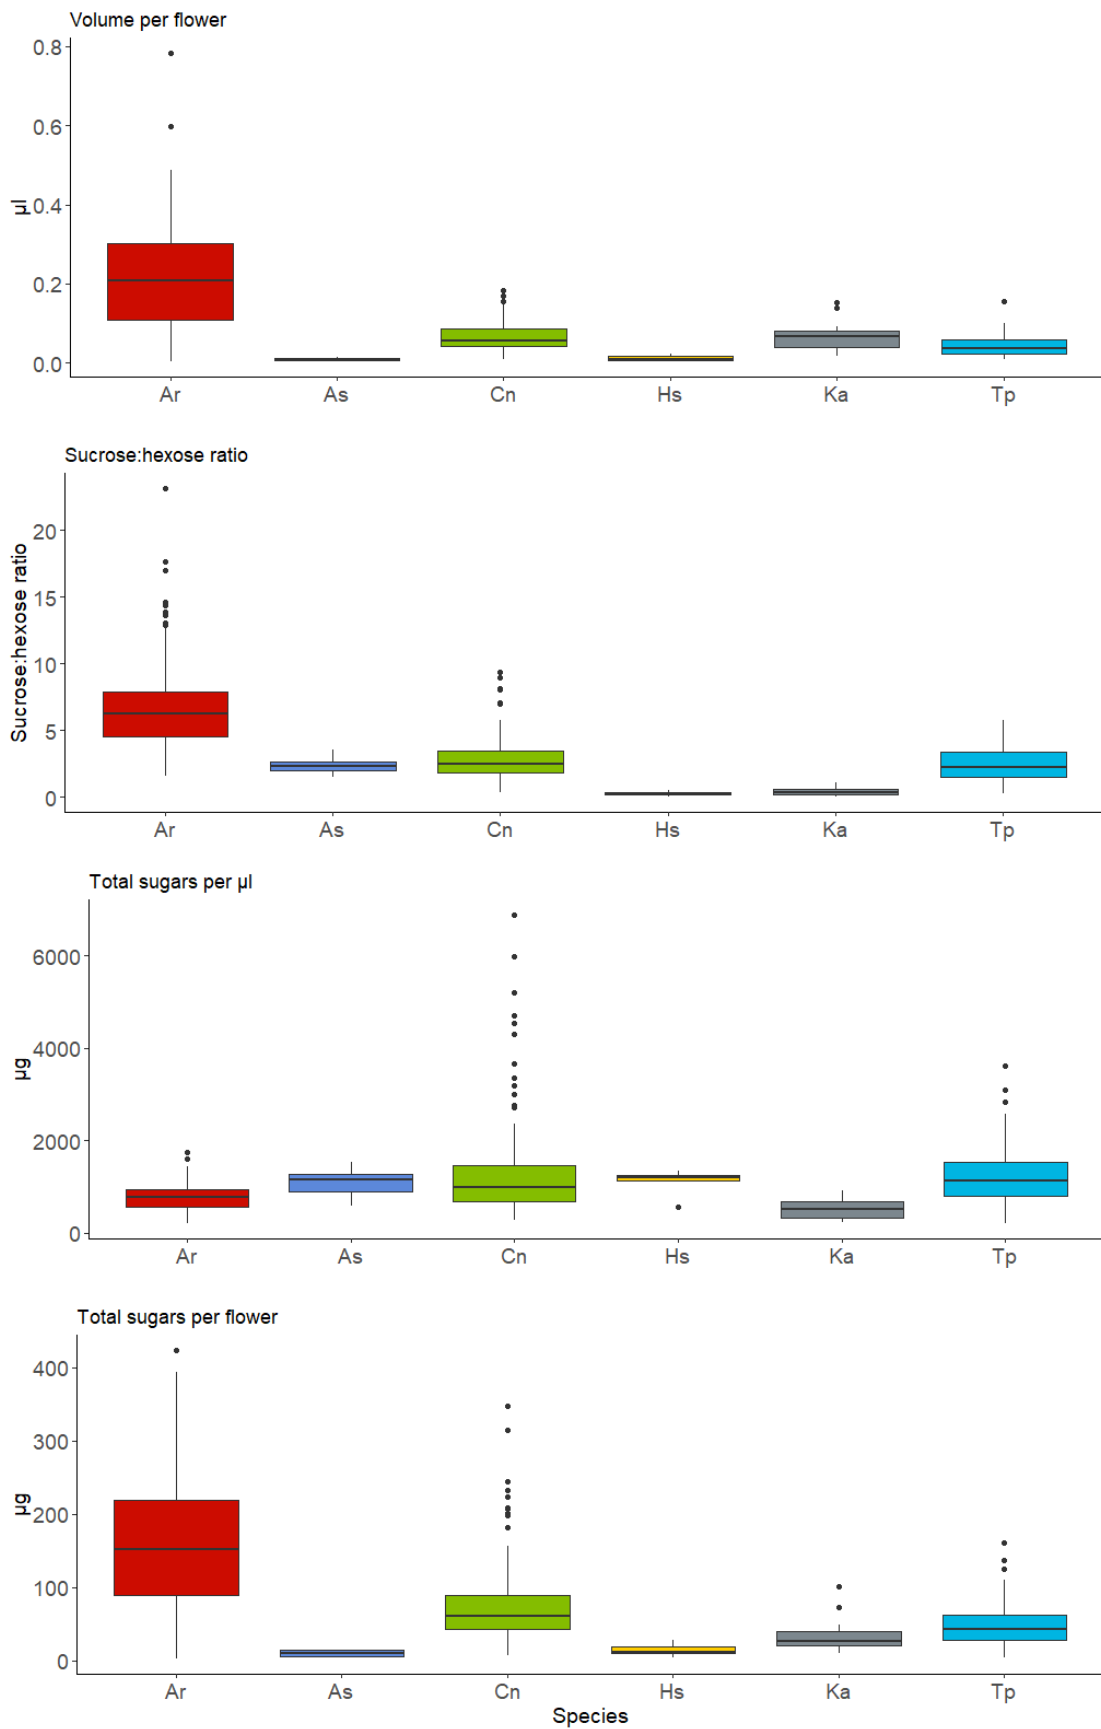 Volume per flower
µl
0.8
0.6
0.4
0.2
0.0
Ar As Cn Hs Ka Tp
Sucrose:hexose ratio
Sucrose:hexose ratio
20
15
10
5
0
Ar As Cn Hs Ka Tp
Total sugars per µl
µg
6000
4000
2000
0
Ar As Cn Hs Ka Tp
Total sugars per flower
µg
400
300
200
100
0
Ar As Cn Hs Ka Tp
Species